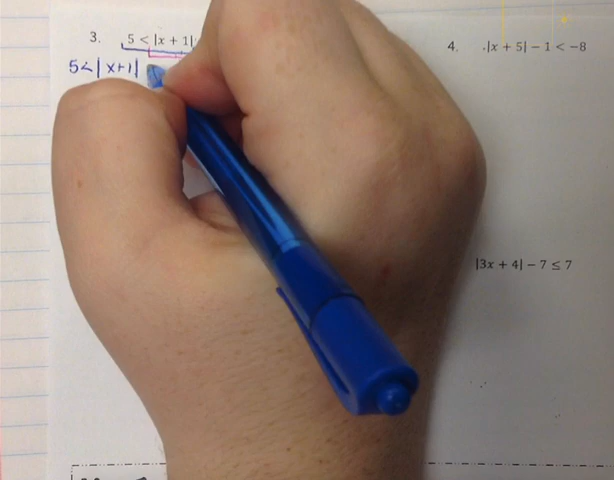 3. 5 < |x + 1|
4. |x + 5| − 1 < −8
5 < | x+1 |
|3x + 4| − 7 ≤ 7